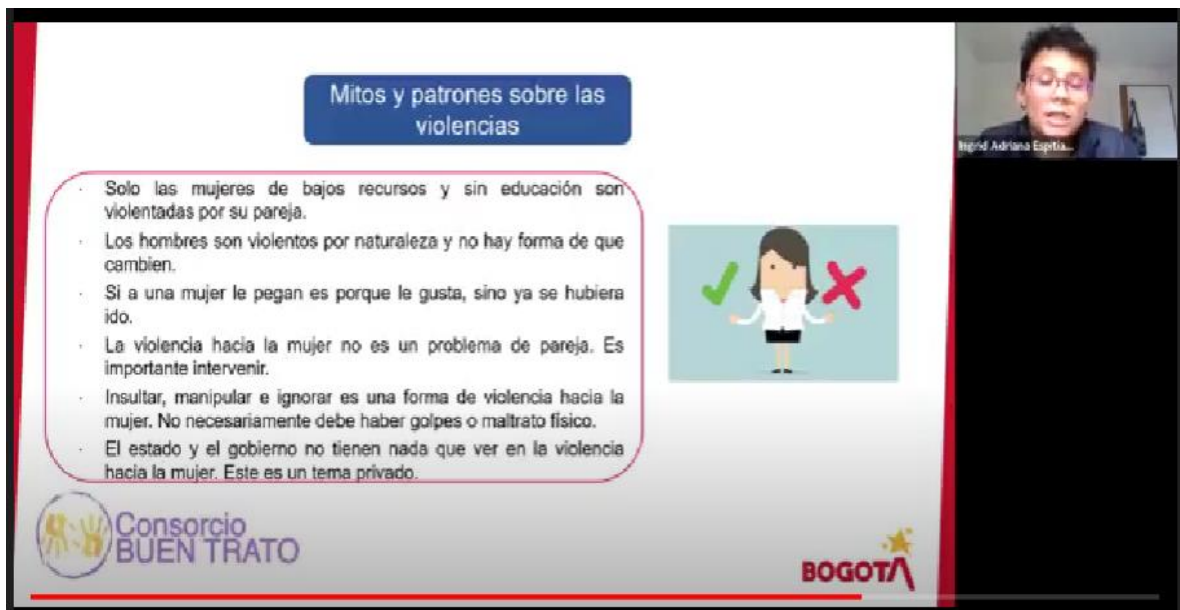 Mitos y patrones sobre las
violencias
· Solo las mujeres de bajos recursos y sin educación son
violentadas por su pareja.
· Los hombres son violentos por naturaleza y no hay forma de que
cambien.
· Si a una mujer le pegan es porque le gusta, sino ya se hubiera
ido.
· La violencia hacia la mujer no es un problema de pareja. Es
importante intervenir.
· Insultar, manipular e ignorar es una forma de violencia hacia la
mujer. No necesariamente debe haber golpes o maltrato físico.
· El estado y el gobierno no tienen nada que ver en la violencia
hacia la mujer. Este es un tema privado.
Ingrid Adriana Espitia...
Consorcio
BUEN TRATO
BOGOTÁ